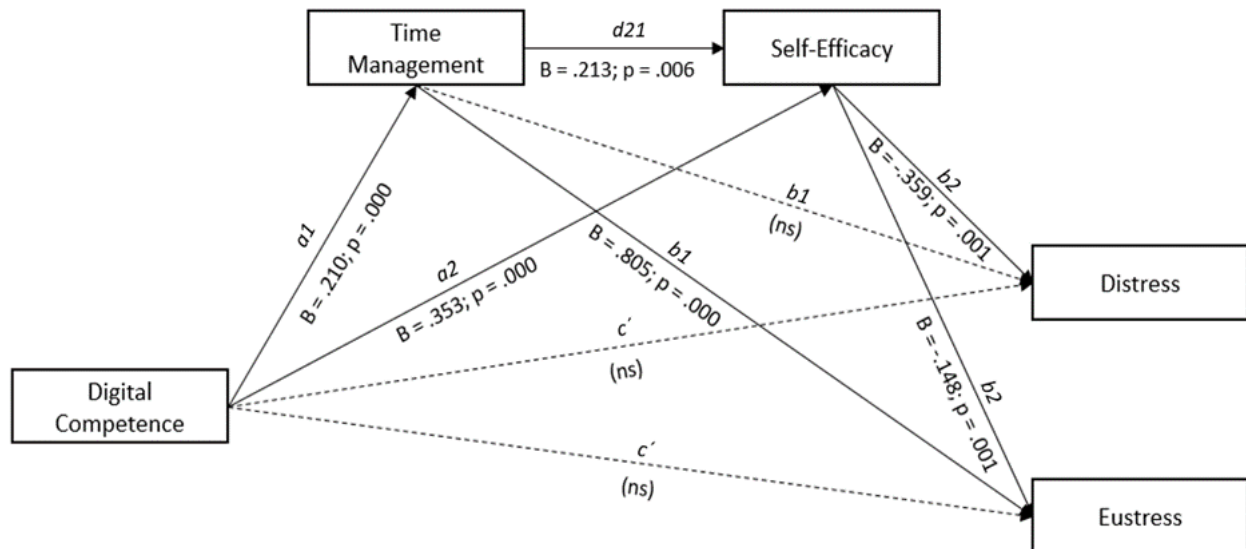 Time
Management
d21
B = .213; p = .006
Self-Efficacy
a1
B = .210; p = .000
a2
B = .353; p = .000
b1
(ns)
b1
B = .805; p = .000
b2
B = -.359; p = .001
b2
B = -.148; p = .001
c´
(ns)
c´
(ns)
Digital
Competence
Distress
Eustress